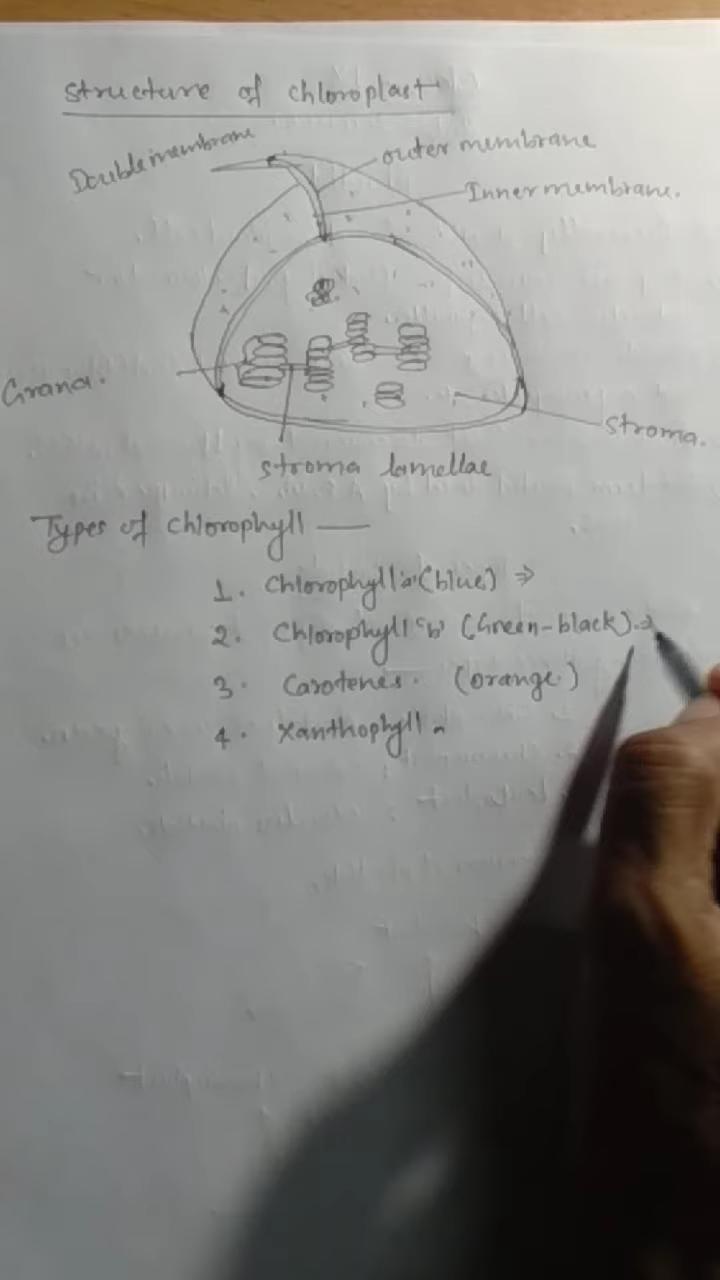 Structure of chloroplast
Double membrane
outer membrane
Inner membrane.
Grana.
Stroma.
stroma lamellae
Types of chlorophyll —
1. Chlorophyll 'a' (blue) ⇒
2. Chlorophyll 'b' (Green-black).⇒
3. Carotenes. (orange.)
4. Xanthophyll -